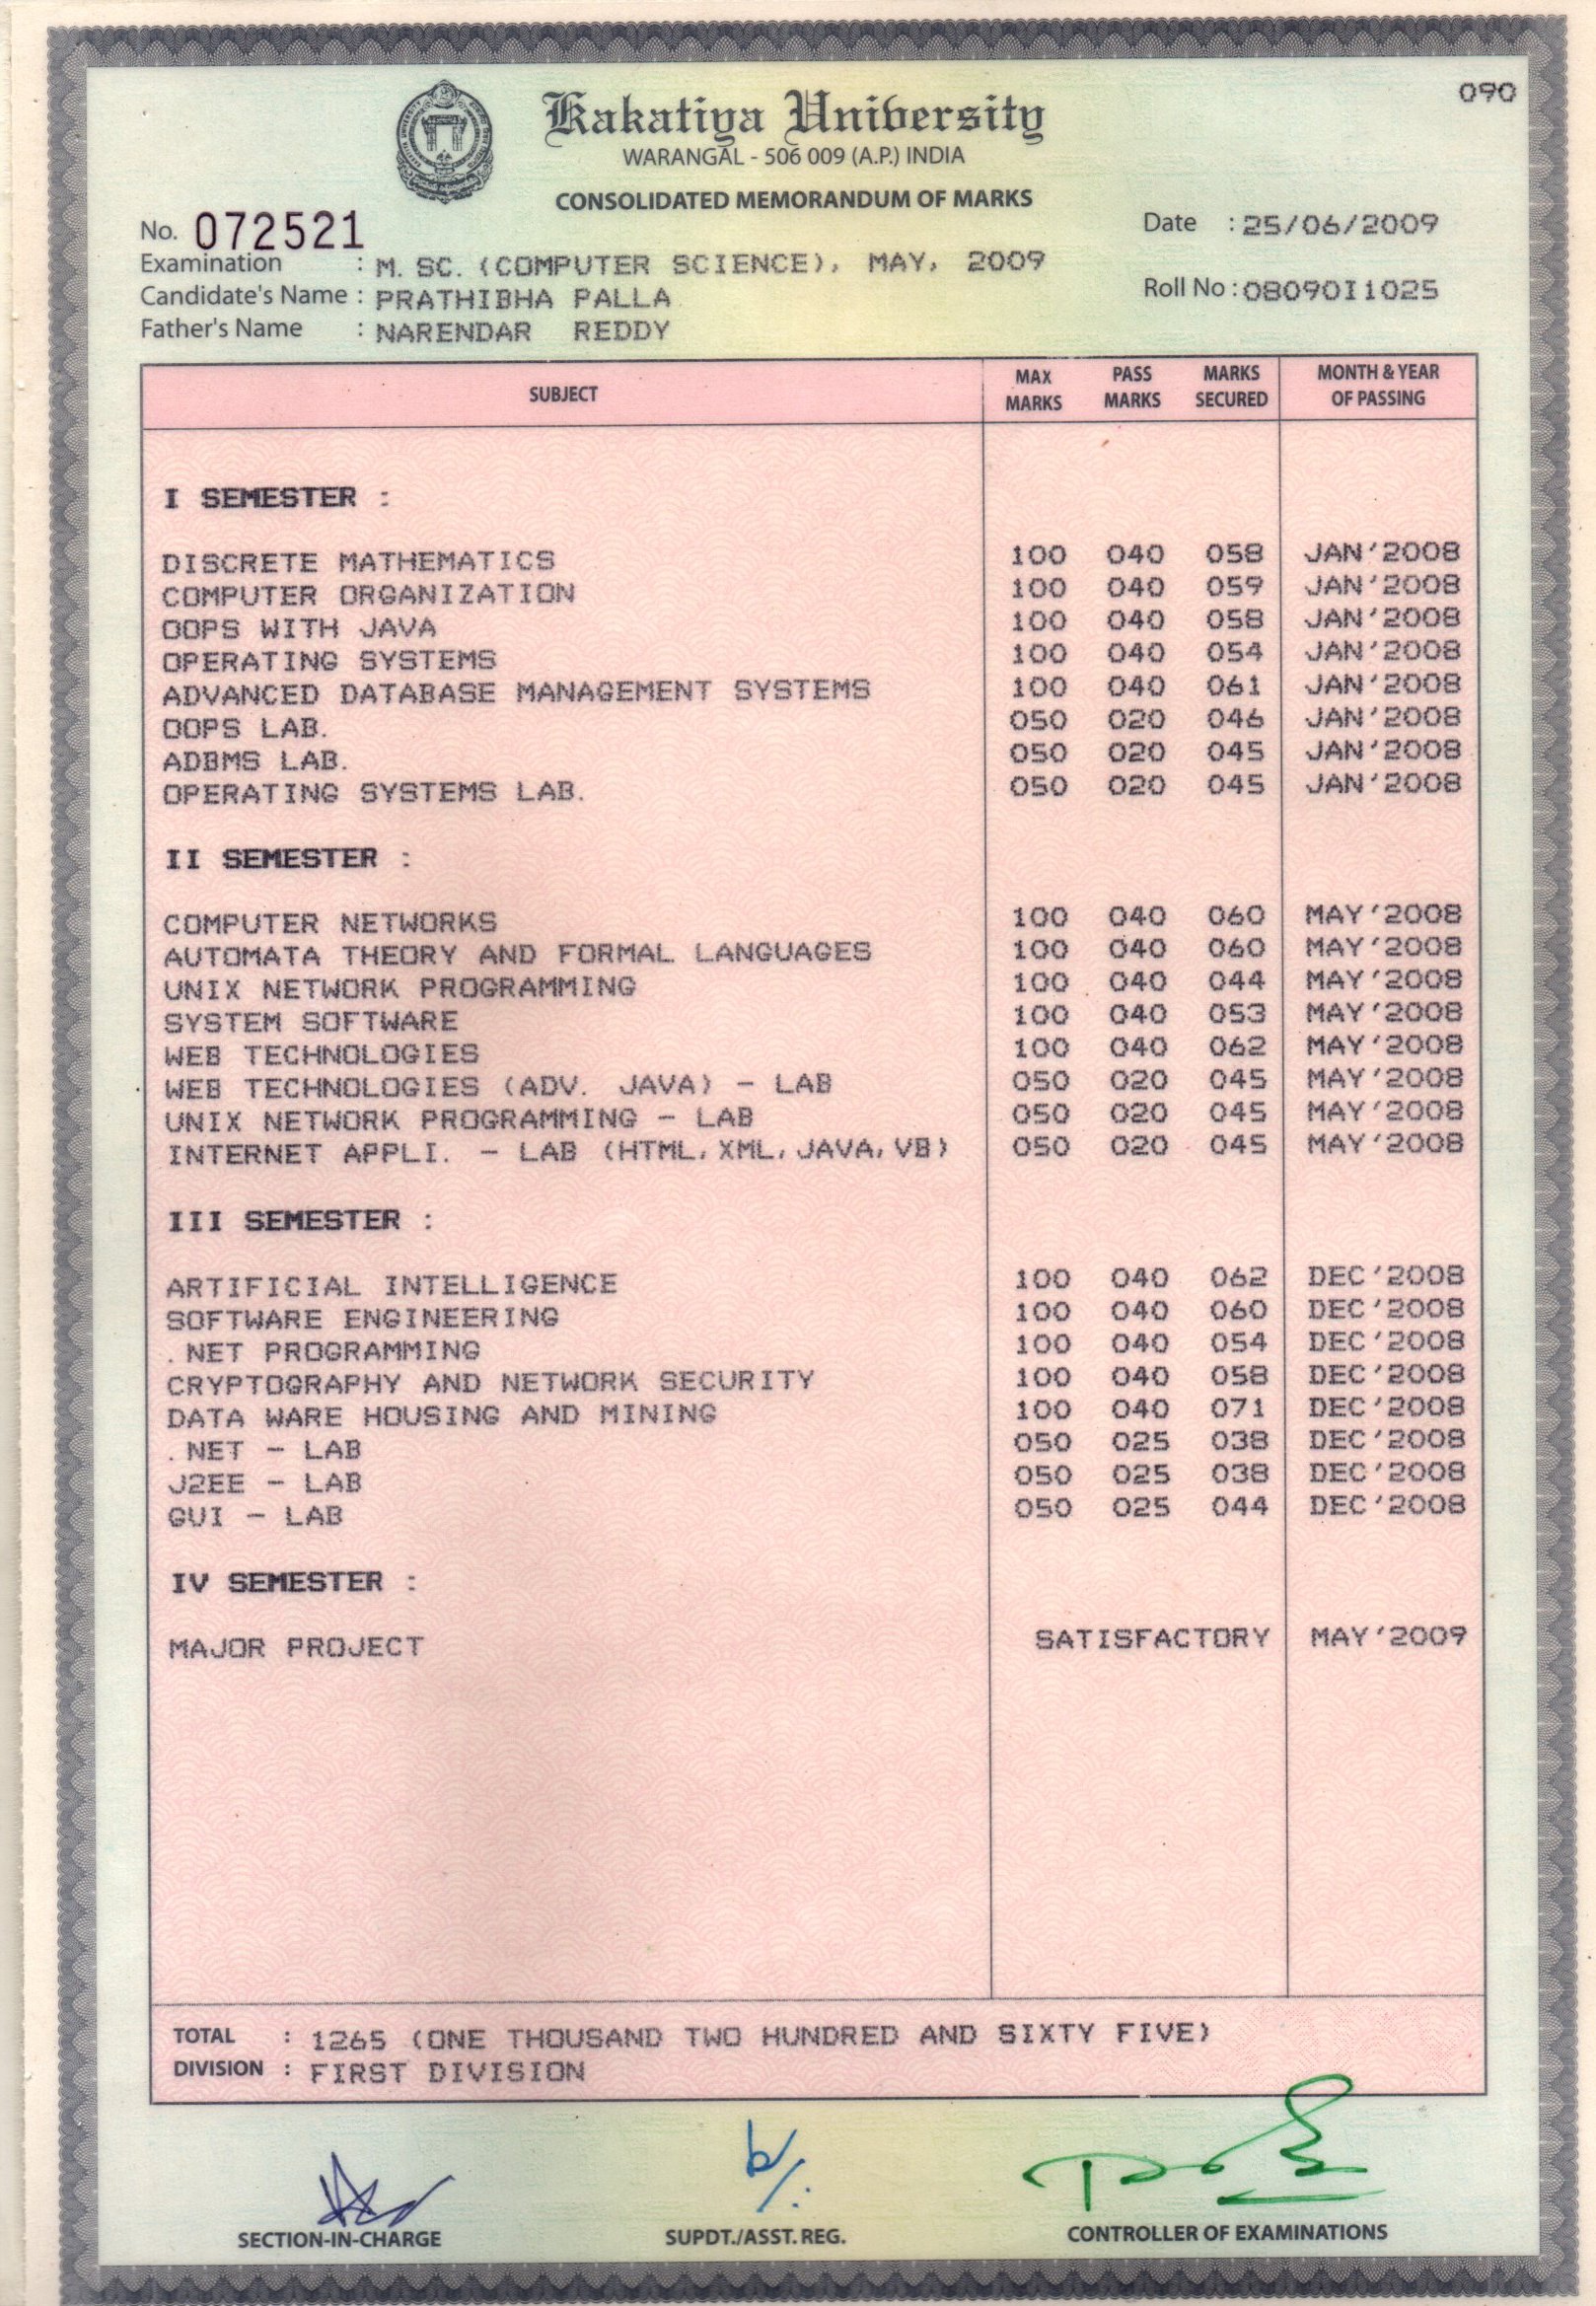 090
Kakatiya University
WARANGAL - 506 009 (A.P.) INDIA
CONSOLIDATED MEMORANDUM OF MARKS
No. 072521
Date : 25/06/2009
Examination : M. SC. (COMPUTER SCIENCE), MAY, 2009
Candidate's Name : PRATHIBHA PALLA
Roll No : 08090I1025
Father's Name : NARENDAR REDDY
SUBJECT MAX MARKS PASS MARKS MARKS SECURED MONTH & YEAR OF PASSING
I SEMESTER :
DISCRETE MATHEMATICS 100 040 058 JAN'2008
COMPUTER ORGANIZATION 100 040 059 JAN'2008
OOPS WITH JAVA 100 040 058 JAN'2008
OPERATING SYSTEMS 100 040 054 JAN'2008
ADVANCED DATABASE MANAGEMENT SYSTEMS 100 040 061 JAN'2008
OOPS LAB. 050 020 046 JAN'2008
ADBMS LAB. 050 020 045 JAN'2008
OPERATING SYSTEMS LAB. 050 020 045 JAN'2008
II SEMESTER :
COMPUTER NETWORKS 100 040 060 MAY'2008
AUTOMATA THEORY AND FORMAL LANGUAGES 100 040 060 MAY'2008
UNIX NETWORK PROGRAMMING 100 040 044 MAY'2008
SYSTEM SOFTWARE 100 040 053 MAY'2008
WEB TECHNOLOGIES 100 040 062 MAY'2008
WEB TECHNOLOGIES (ADV. JAVA) - LAB 050 020 045 MAY'2008
UNIX NETWORK PROGRAMMING - LAB 050 020 045 MAY'2008
INTERNET APPLI. - LAB (HTML, XML, JAVA, VB) 050 020 045 MAY'2008
III SEMESTER :
ARTIFICIAL INTELLIGENCE 100 040 062 DEC'2008
SOFTWARE ENGINEERING 100 040 060 DEC'2008
.NET PROGRAMMING 100 040 054 DEC'2008
CRYPTOGRAPHY AND NETWORK SECURITY 100 040 058 DEC'2008
DATA WARE HOUSING AND MINING 100 040 071 DEC'2008
.NET - LAB 050 025 038 DEC'2008
J2EE - LAB 050 025 038 DEC'2008
GUI - LAB 050 025 044 DEC'2008
IV SEMESTER :
MAJOR PROJECT SATISFACTORY MAY'2009
TOTAL : 1265 (ONE THOUSAND TWO HUNDRED AND SIXTY FIVE)
DIVISION : FIRST DIVISION
SECTION-IN-CHARGE SUPDT./ASST. REG. CONTROLLER OF EXAMINATIONS